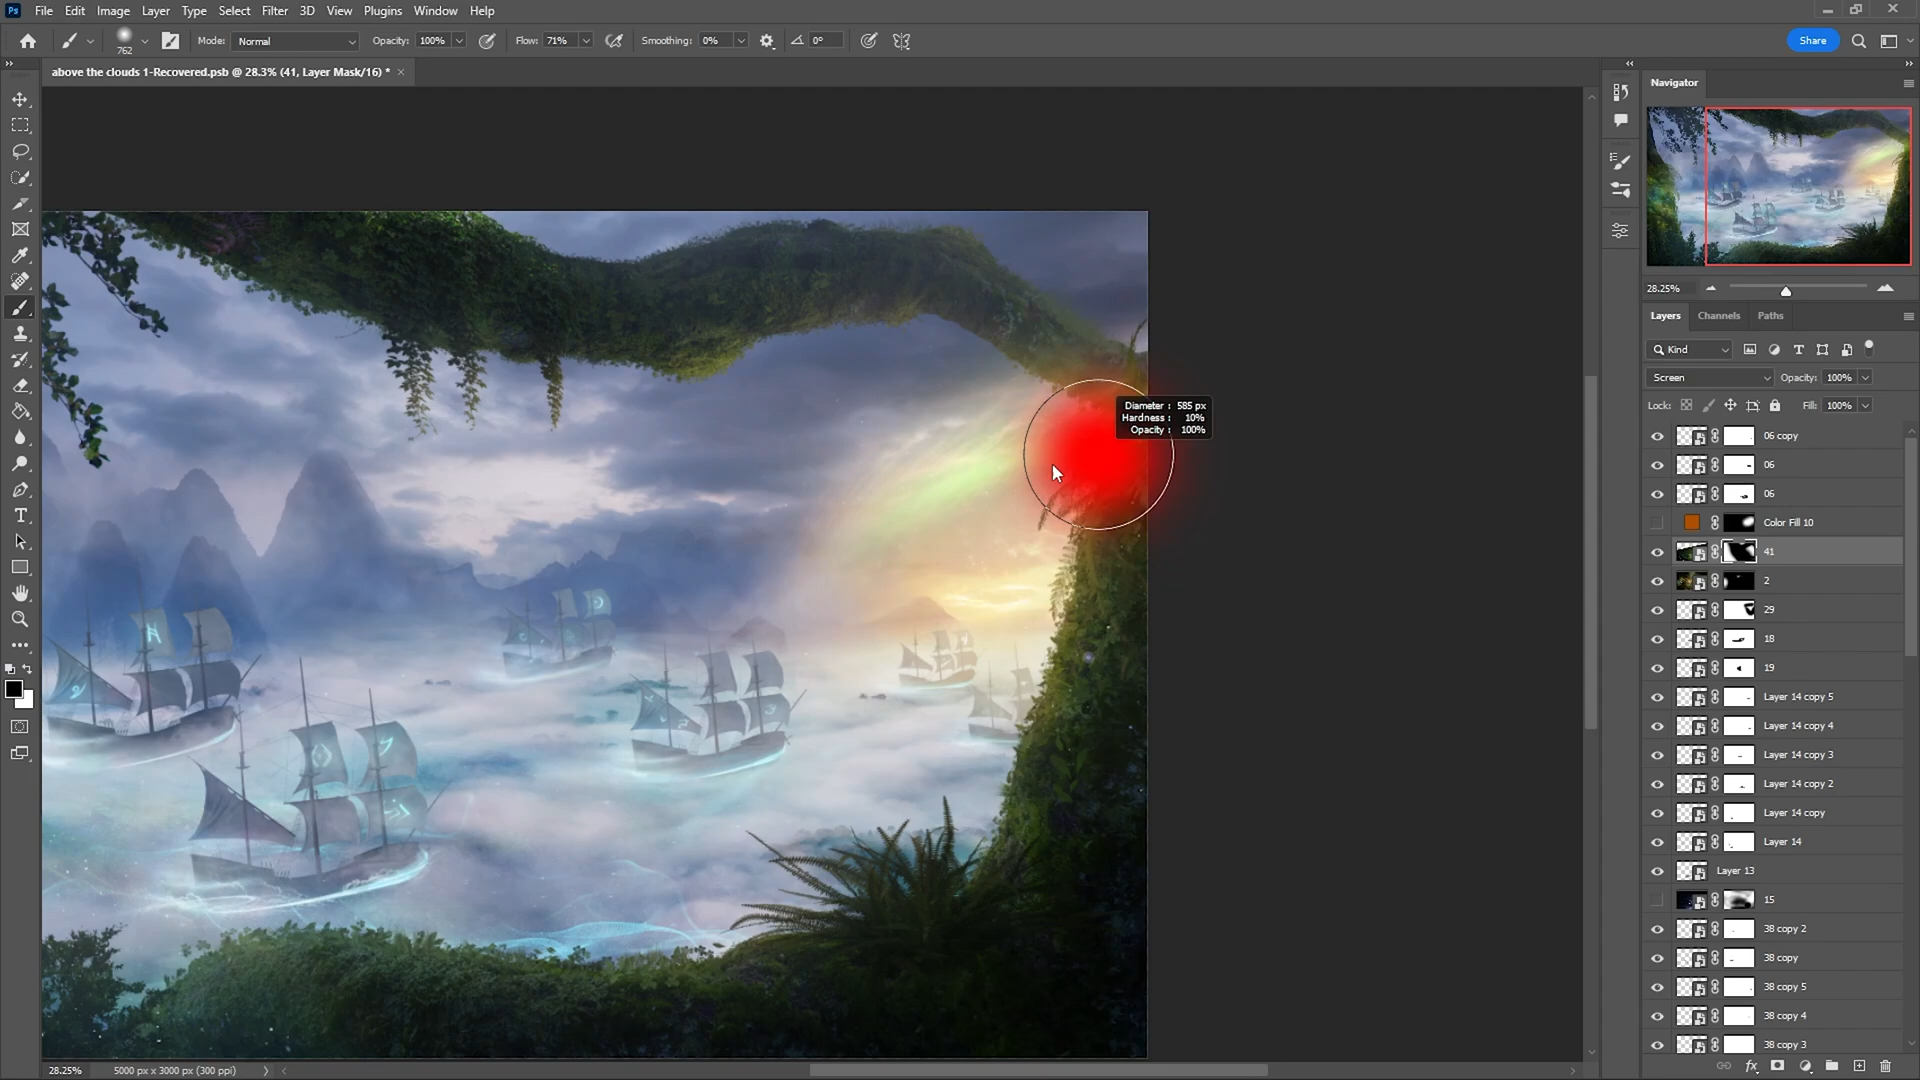 Ps File Edit Image Layer Type Select Filter 3D View Plugins Window Help
762 Mode: Normal Opacity: 100% Flow: 71% Smoothing: 0% 0° Share
above the clouds 1-Recovered.psb @ 28.3% (41, Layer Mask/16) * ×
Navigator
28.25%
Layers Channels Paths
Kind
Screen Opacity: 100%
Lock: Fill: 100%
Diameter : 585 px
Hardness : 10%
Opacity : 100%
06 copy
06
06
Color Fill 10
41
2
29
18
19
Layer 14 copy 5
Layer 14 copy 4
Layer 14 copy 3
Layer 14 copy 2
Layer 14 copy
Layer 14
Layer 13
15
38 copy 2
38 copy
38 copy 5
38 copy 4
38 copy 3
28.25% 5000 px x 3000 px (300 ppi)